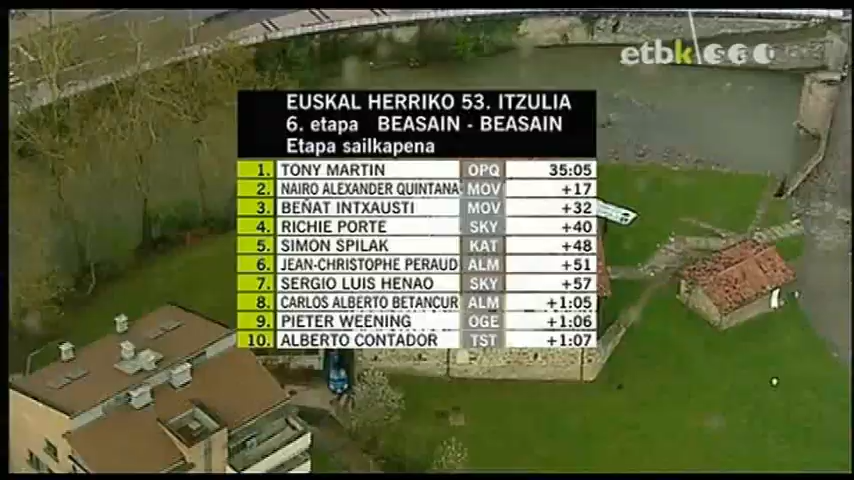 etbk
EUSKAL HERRIKO 53. ITZULIA
6. etapa BEASAIN - BEASAIN
Etapa sailkapena
1. TONY MARTIN OPQ 35:05
2. NAIRO ALEXANDER QUINTANA MOV +17
3. BEÑAT INTXAUSTI MOV +32
4. RICHIE PORTE SKY +40
5. SIMON SPILAK KAT +48
6. JEAN-CHRISTOPHE PERAUD ALM +51
7. SERGIO LUIS HENAO SKY +57
8. CARLOS ALBERTO BETANCUR ALM +1:05
9. PIETER WEENING OGE +1:06
10. ALBERTO CONTADOR TST +1:07